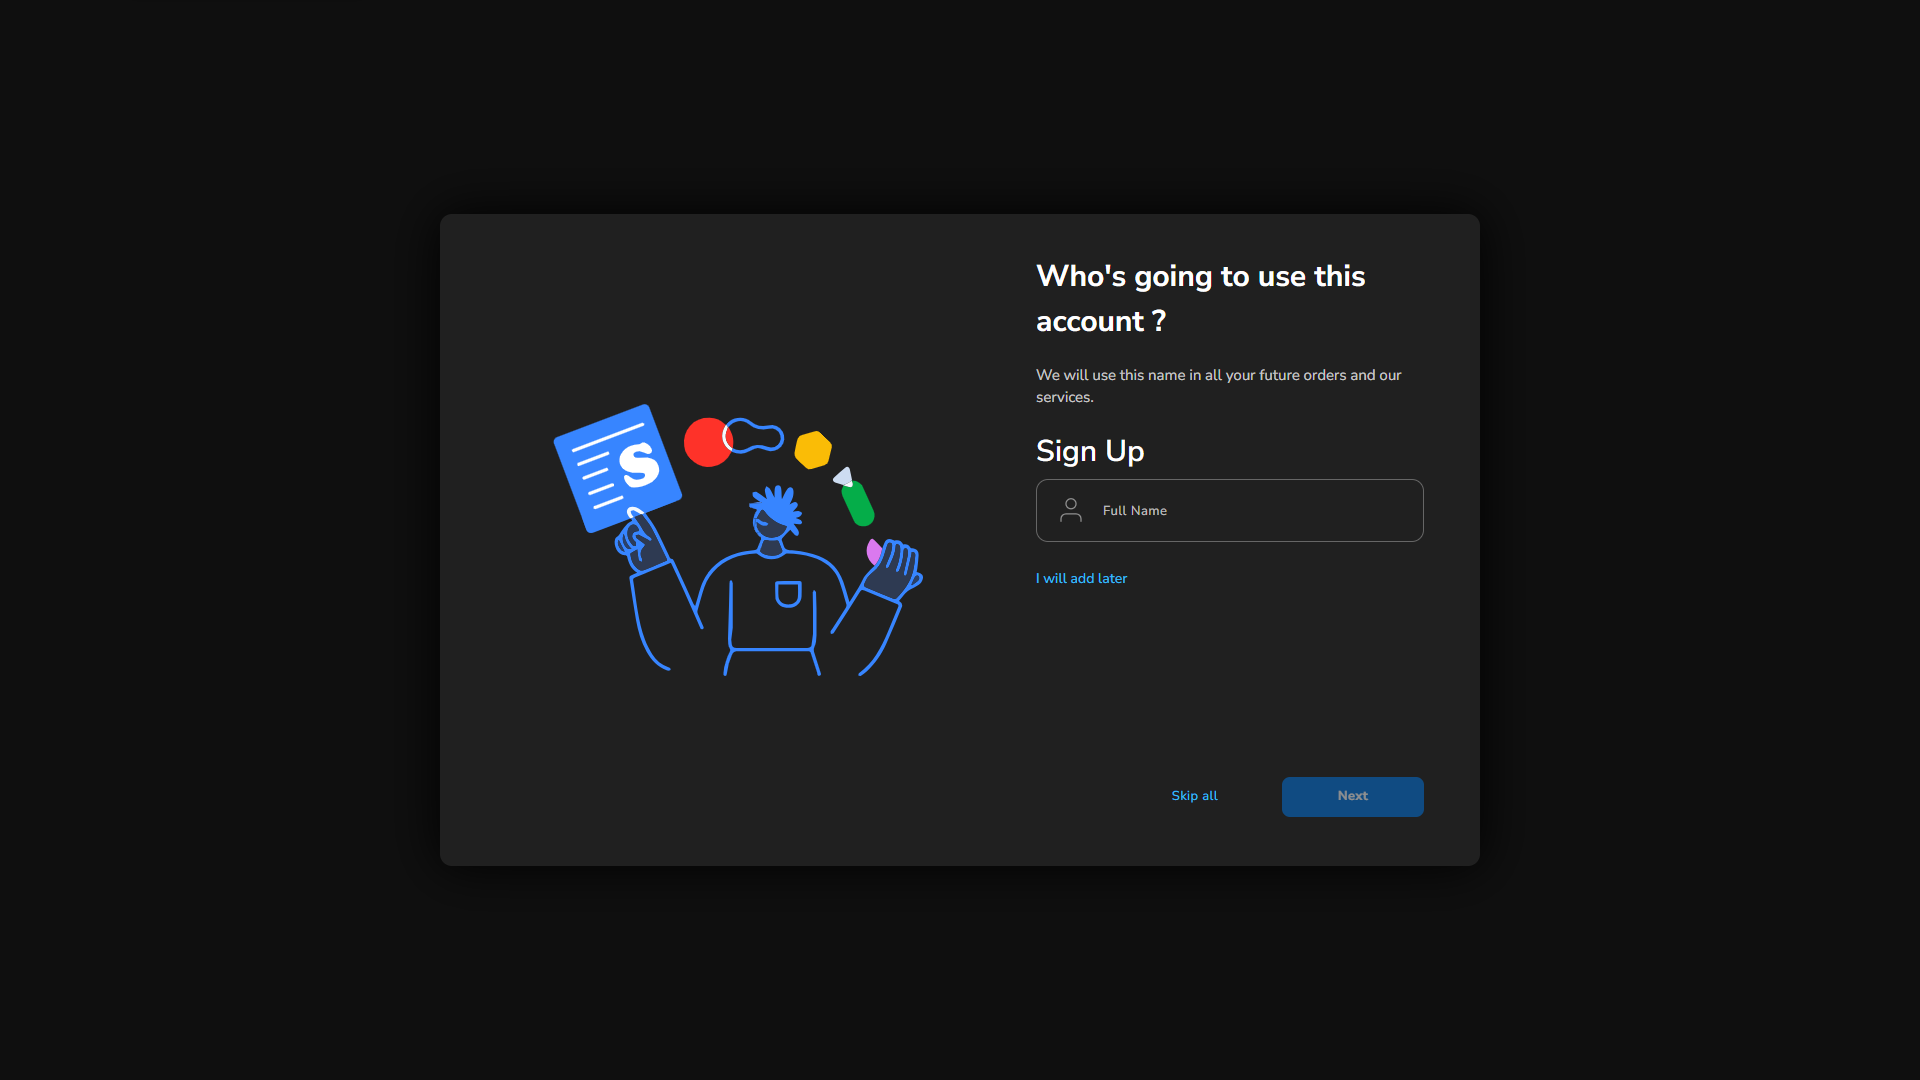 Who's going to use this
account ?
We will use this name in all your future orders and our
services.
Sign Up
Full Name
I will add later
Skip all
Next
S